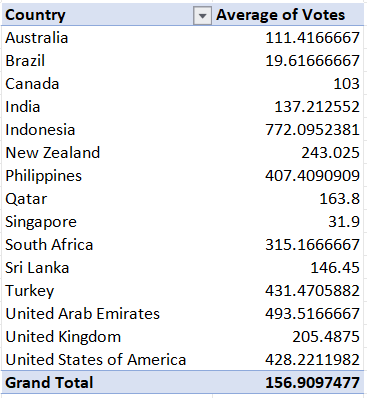 Country Average of Votes
Australia 111.4166667
Brazil 19.61666667
Canada 103
India 137.212552
Indonesia 772.0952381
New Zealand 243.025
Philippines 407.4090909
Qatar 163.8
Singapore 31.9
South Africa 315.1666667
Sri Lanka 146.45
Turkey 431.4705882
United Arab Emirates 493.5166667
United Kingdom 205.4875
United States of America 428.2211982
Grand Total 156.9097477